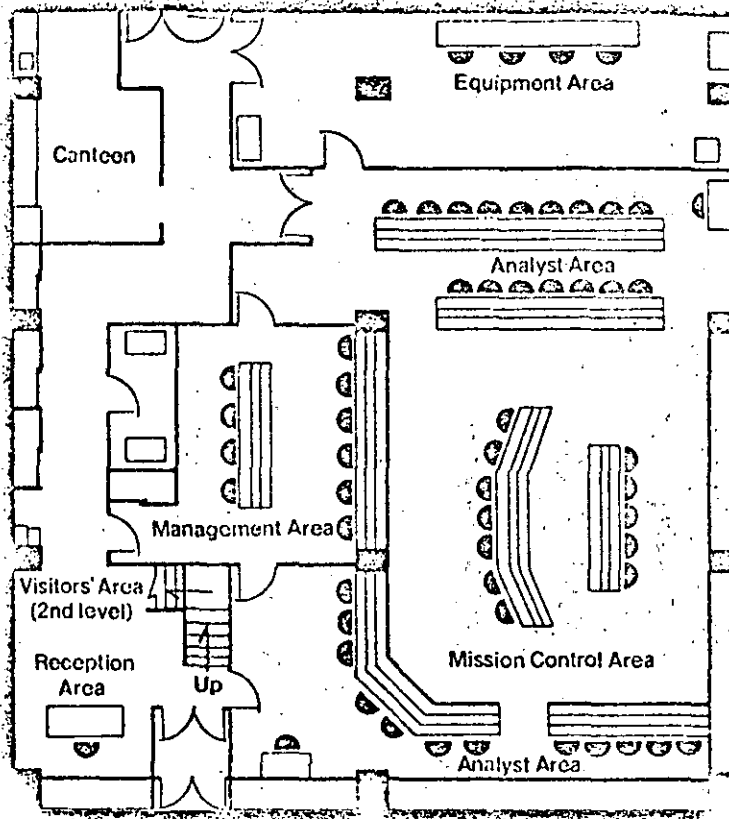 Equipment Area
Canteen
Analyst Area
Management Area
Visitors' Area
(2nd level)
Reception
Area
Up
Mission Control Area
Analyst Area